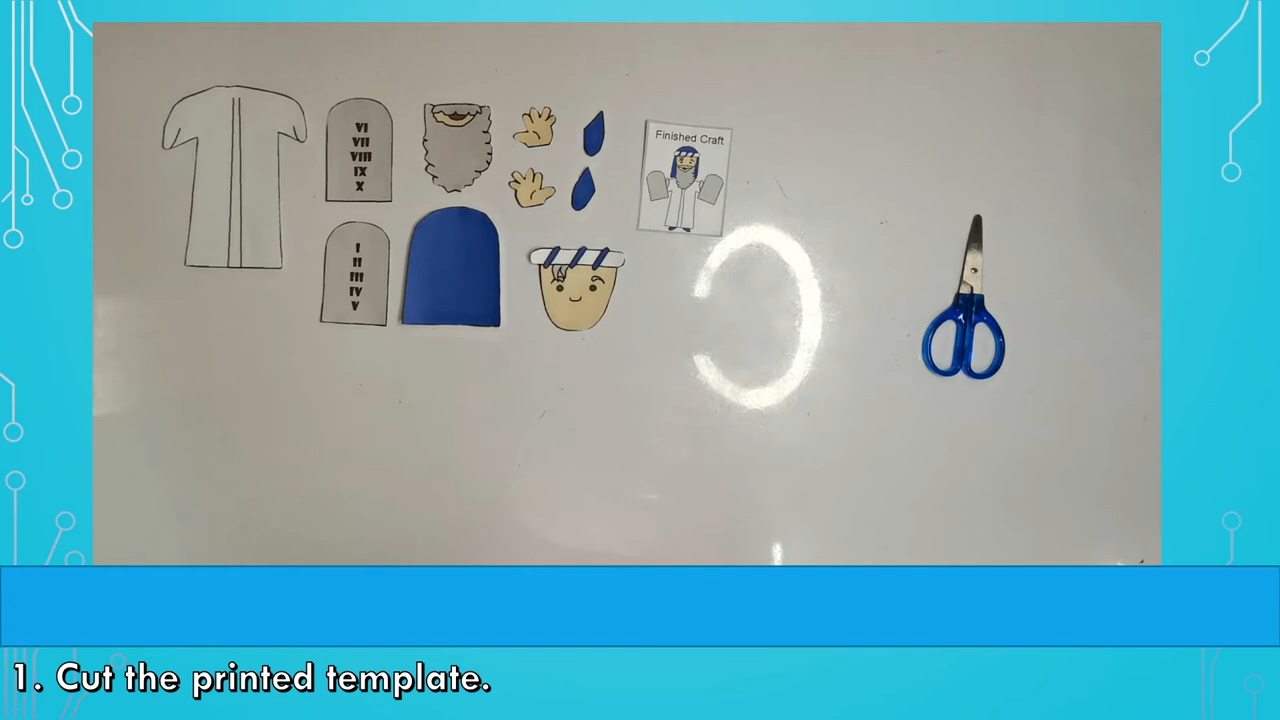 VI
VII
VIII
IX
X
Finished Craft
I
II
III
IV
V
1. Cut the printed template.